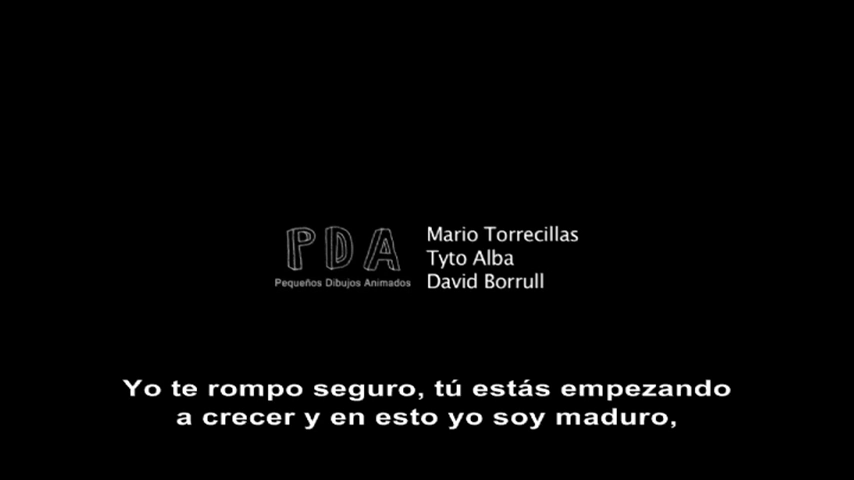 PDA
Pequeños Dibujos Animados
Mario Torrecillas
Tyto Alba
David Borrull
Yo te rompo seguro, tú estás empezando
a crecer y en esto yo soy maduro,